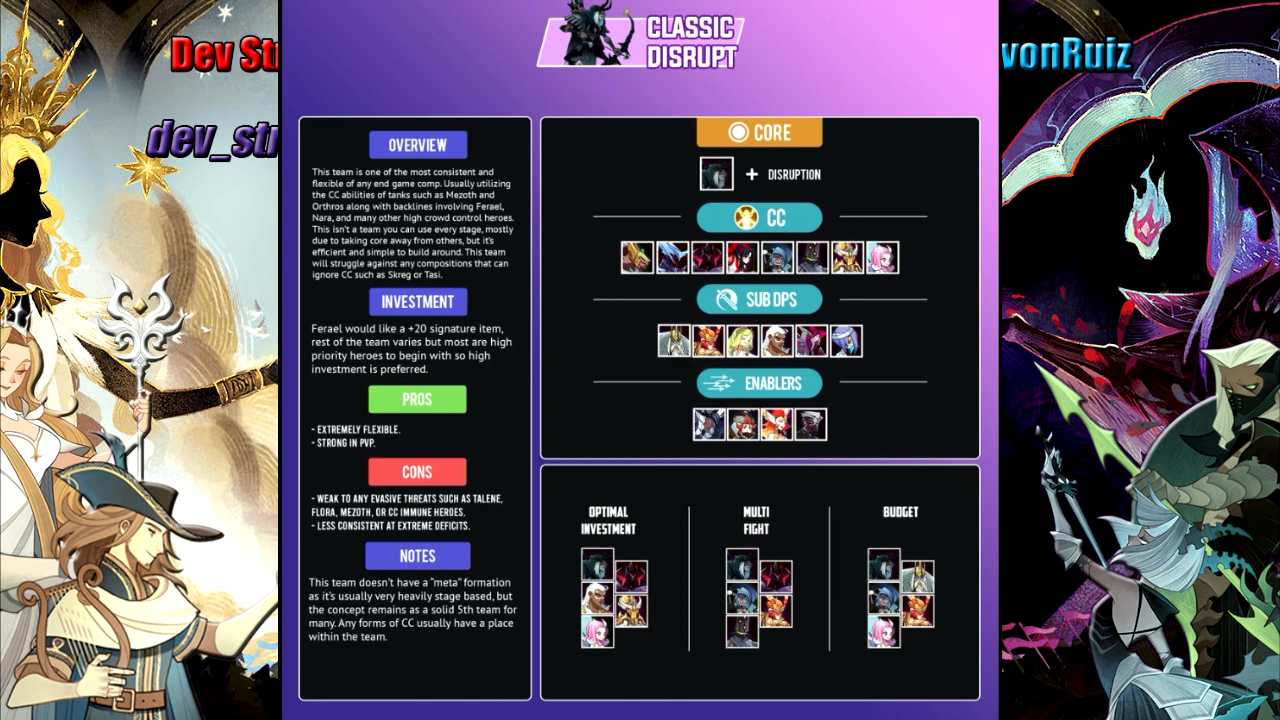 CLASSIC
DISRUPT
Dev St
vonRuiz
dev_st
OVERVIEW
This team is one of the most consistent and
flexible of any end game comp. Usually utilizing
the CC abilities of tanks such as Mezoth and
Orthros along with backlines involving Ferael,
Nara, and many other high crowd control heroes.
This isn't a team you can use every stage, mostly
due to taking core away from others, but it's
efficient and simple to build around. This team
will struggle against any compositions that can
ignore CC such as Skreg or Tasi.
INVESTMENT
Ferael would like a +20 signature item,
rest of the team varies but most are high
priority heroes to begin with so high
investment is preferred.
PROS
- EXTREMELY FLEXIBLE.
- STRONG IN PVP.
CONS
- WEAK TO ANY EVASIVE THREATS SUCH AS TALENE,
FLORA, MEZOTH, OR CC IMMUNE HEROES.
- LESS CONSISTENT AT EXTREME DEFICITS.
NOTES
This team doesn't have a "meta" formation
as it's usually very heavily stage based, but
the concept remains as a solid 5th team for
many. Any forms of CC usually have a place
within the team.
CORE
+ DISRUPTION
CC
SUB DPS
ENABLERS
OPTIMAL
INVESTMENT
MULTI
FIGHT
BUDGET